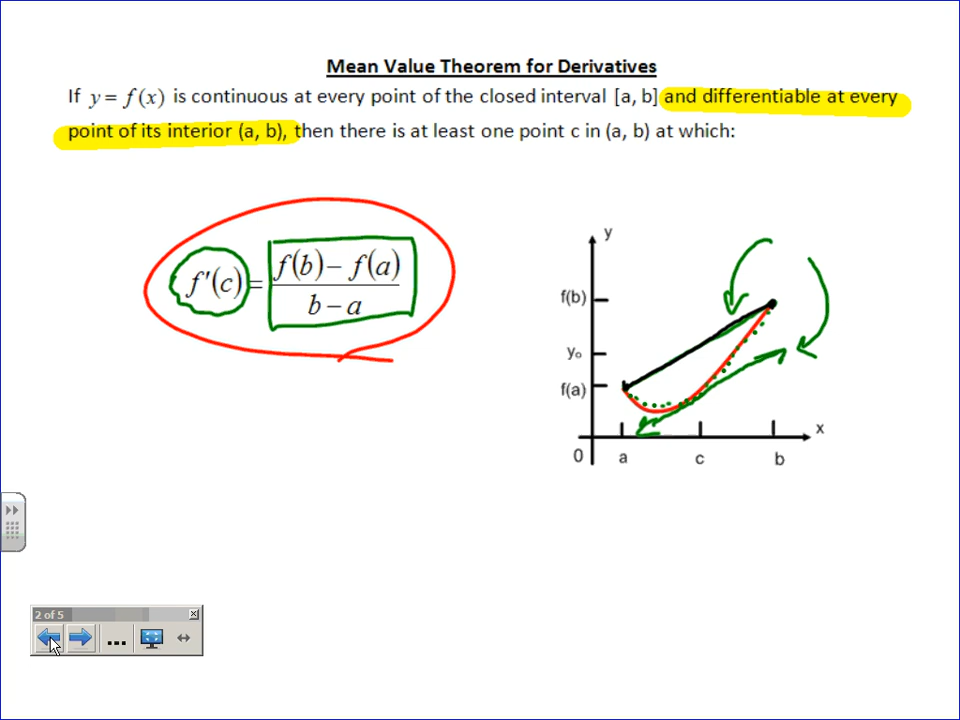 Mean Value Theorem for Derivatives
If y = f(x) is continuous at every point of the closed interval [a, b] and differentiable at every
point of its interior (a, b), then there is at least one point c in (a, b) at which:
f'(c) = \frac{f(b) - f(a)}{b - a}
y
f(b)
y₀
f(a)
x
0 a c b
2 of 5
...